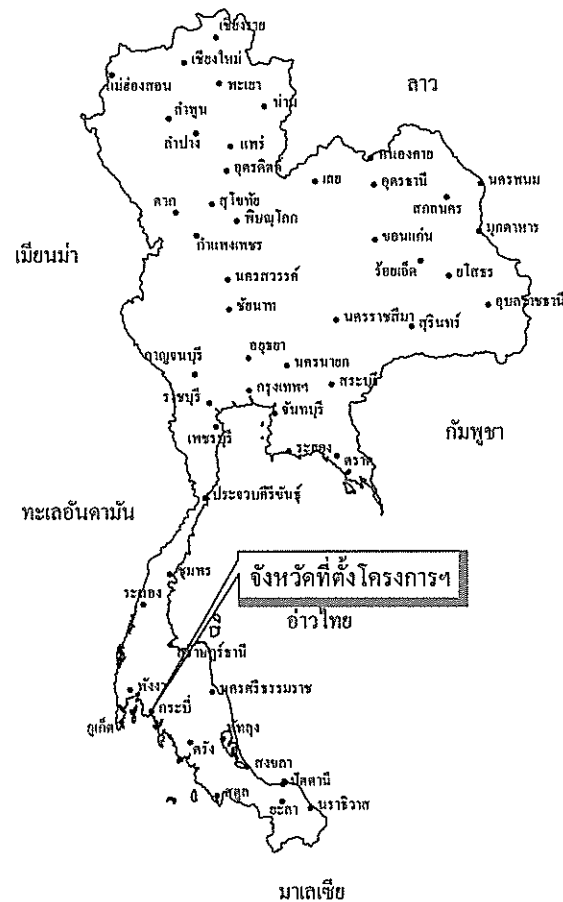 เชียงราย
เชียงใหม่
แม่ฮ่องสอน
พะเยา
ลาว
น่าน
ลำพูน
ลำปาง
แพร่
หนองคาย
อุตรดิตถ์
เลย
อุดรธานี
นครพนม
สกลนคร
ตาก
สุโขทัย
พิษณุโลก
มุกดาหาร
ขอนแก่น
กำแพงเพชร
เมียนม่า
ร้อยเอ็ด
ยโสธร
นครสวรรค์
อุบลราชธานี
ชัยนาท
นครราชสีมา
สุรินทร์
อยุธยา
กาญจนบุรี
นครนายก
สระบุรี
กรุงเทพฯ
ราชบุรี
จันทบุรี
เพชรบุรี
กัมพูชา
ระยอง
ตราด
ประจวบคีรีขันธุ์
ทะเลอันดามัน
ชุมพร
จังหวัดที่ตั้งโครงการฯ
ระนอง
อ่าวไทย
สุราษฎร์ธานี
พังงา
นครศรีธรรมราช
กระบี่
ภูเก็ต
พัทลุง
ตรัง
สงขลา
ปัตตานี
สตูล
ยะลา
นราธิวาส
มาเลเซีย